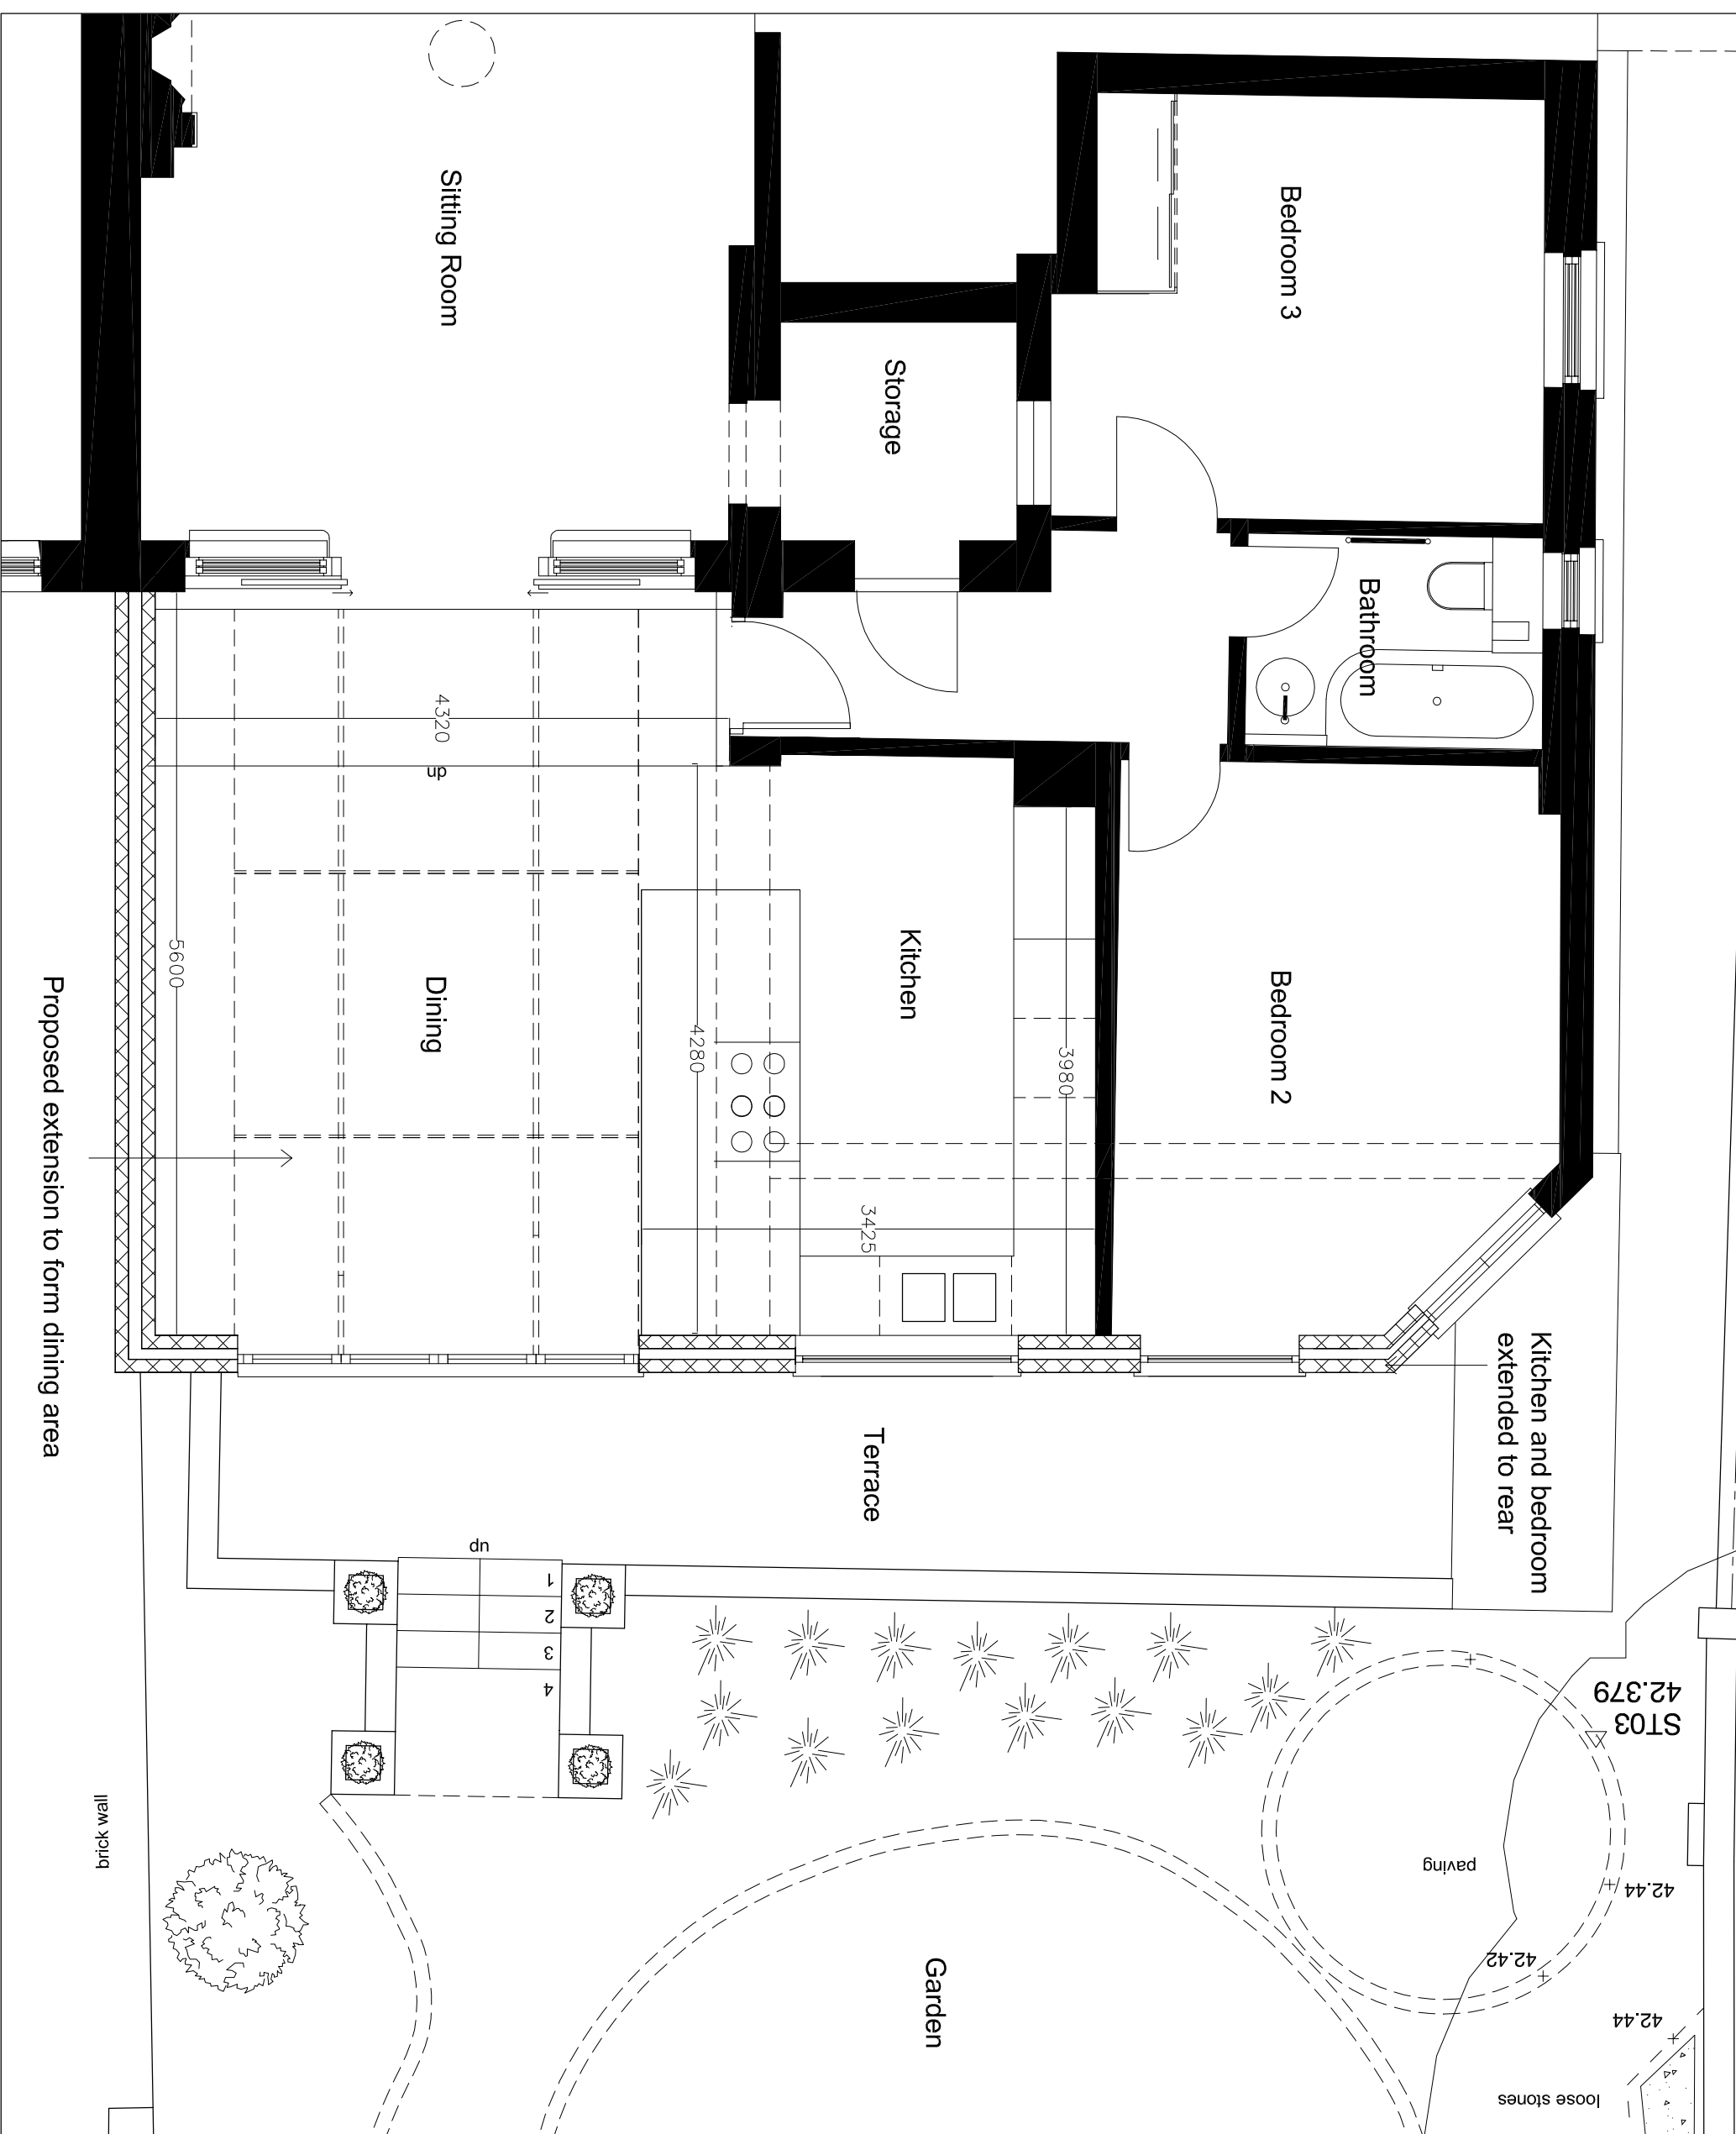 Sitting Room
Bedroom 3
Storage
Bathroom
4320
up
5600
Dining
Kitchen
4280
3980
3425
Bedroom 2
Proposed extension to form dining area
Kitchen and bedroom
extended to rear
Terrace
up
1
2
3
4
ST03
42.379
brick wall
paving
42.44
42.42
42.44
Garden
loose stones